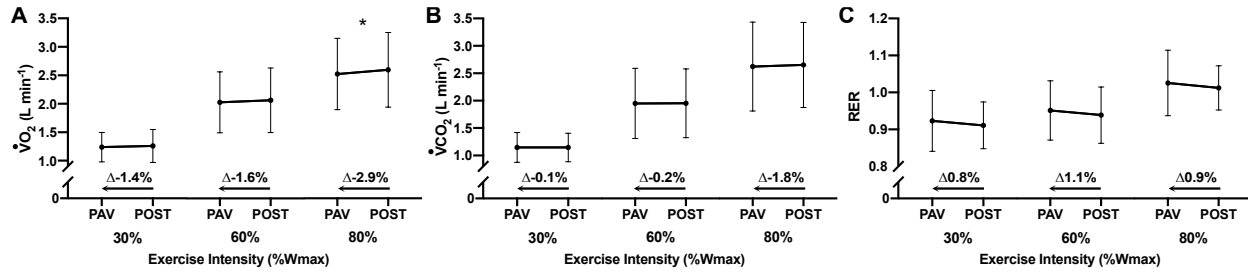 A
V̇O₂ (L min⁻¹)
3.5
3.0
2.5
2.0
1.5
1.0
0
*
Δ-1.4%
Δ-1.6%
Δ-2.9%
PAV POST PAV POST PAV POST
30% 60% 80%
Exercise Intensity (%Wmax)
B
V̇CO₂ (L min⁻¹)
3.5
3.0
2.5
2.0
1.5
1.0
0
Δ-0.1%
Δ-0.2%
Δ-1.8%
PAV POST PAV POST PAV POST
30% 60% 80%
Exercise Intensity (%Wmax)
C
RER
1.2
1.1
1.0
0.9
0.8
0
Δ0.8%
Δ1.1%
Δ0.9%
PAV POST PAV POST PAV POST
30% 60% 80%
Exercise Intensity (%Wmax)